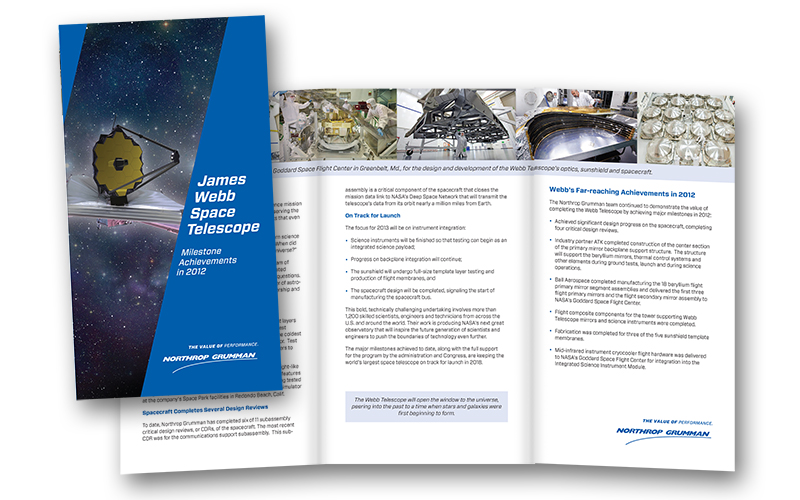 James
Webb
Space
Telescope
Milestone
Achievements
in 2012
THE VALUE OF PERFORMANCE.
NORTHROP GRUMMAN
Goddard Space Flight Center in Greenbelt, Md., for the design and development of the Webb Telescope's optics, sunshield and spacecraft.
at the company's Space Park facilities in Redondo Beach, Calif.
Spacecraft Completes Several Design Reviews
To date, Northrop Grumman has completed six of 11 subassembly
critical design reviews, or CDRs, of the spacecraft. The most recent
CDR was for the communications support subassembly. This sub-
assembly is a critical component of the spacecraft that closes the
mission data link to NASA's Deep Space Network that will transmit the
telescope's data from its orbit nearly a million miles from Earth.
On Track for Launch
The focus for 2013 will be on instrument integration:
• Science instruments will be finished so that testing can begin as an
integrated science payload;
• Progress on backplane integration will continue;
• The sunshield will undergo full-size template layer testing and
production of flight membranes, and
• The spacecraft design will be completed, signaling the start of
manufacturing the spacecraft bus.
This bold, technically challenging undertaking involves more than
1,200 skilled scientists, engineers and technicians from across the
U.S. and around the world. Their work is producing NASA's next great
observatory that will inspire the future generation of scientists and
engineers to push the boundaries of technology even further.
The major milestones achieved to date, along with the full support
for the program by the administration and Congress, are keeping the
world's largest space telescope on track for launch in 2018.
The Webb Telescope will open the window to the universe,
peering into the past to a time when stars and galaxies were
first beginning to form.
Webb's Far-reaching Achievements in 2012
The Northrop Grumman team continued to demonstrate the value of
completing the Webb Telescope by achieving major milestones in 2012:
• Achieved significant design progress on the spacecraft, completing
four critical design reviews.
• Industry partner ATK completed construction of the center section
of the primary mirror backplane support structure. The structure
will support the beryllium mirrors, thermal control systems and
other elements during ground tests, launch and during science
operations.
• Ball Aerospace completed manufacturing the 18 beryllium flight
primary mirror segment assemblies and delivered the first three
flight primary mirrors and the flight secondary mirror assembly to
NASA's Goddard Space Flight Center.
• Flight composite components for the tower supporting Webb
Telescope mirrors and science instruments were completed.
• Fabrication was completed for three of the five sunshield template
membranes.
• Mid-infrared instrument cryocooler flight hardware was delivered
to NASA's Goddard Space Flight Center for integration into the
Integrated Science Instrument Module.
THE VALUE OF PERFORMANCE.
NORTHROP GRUMMAN